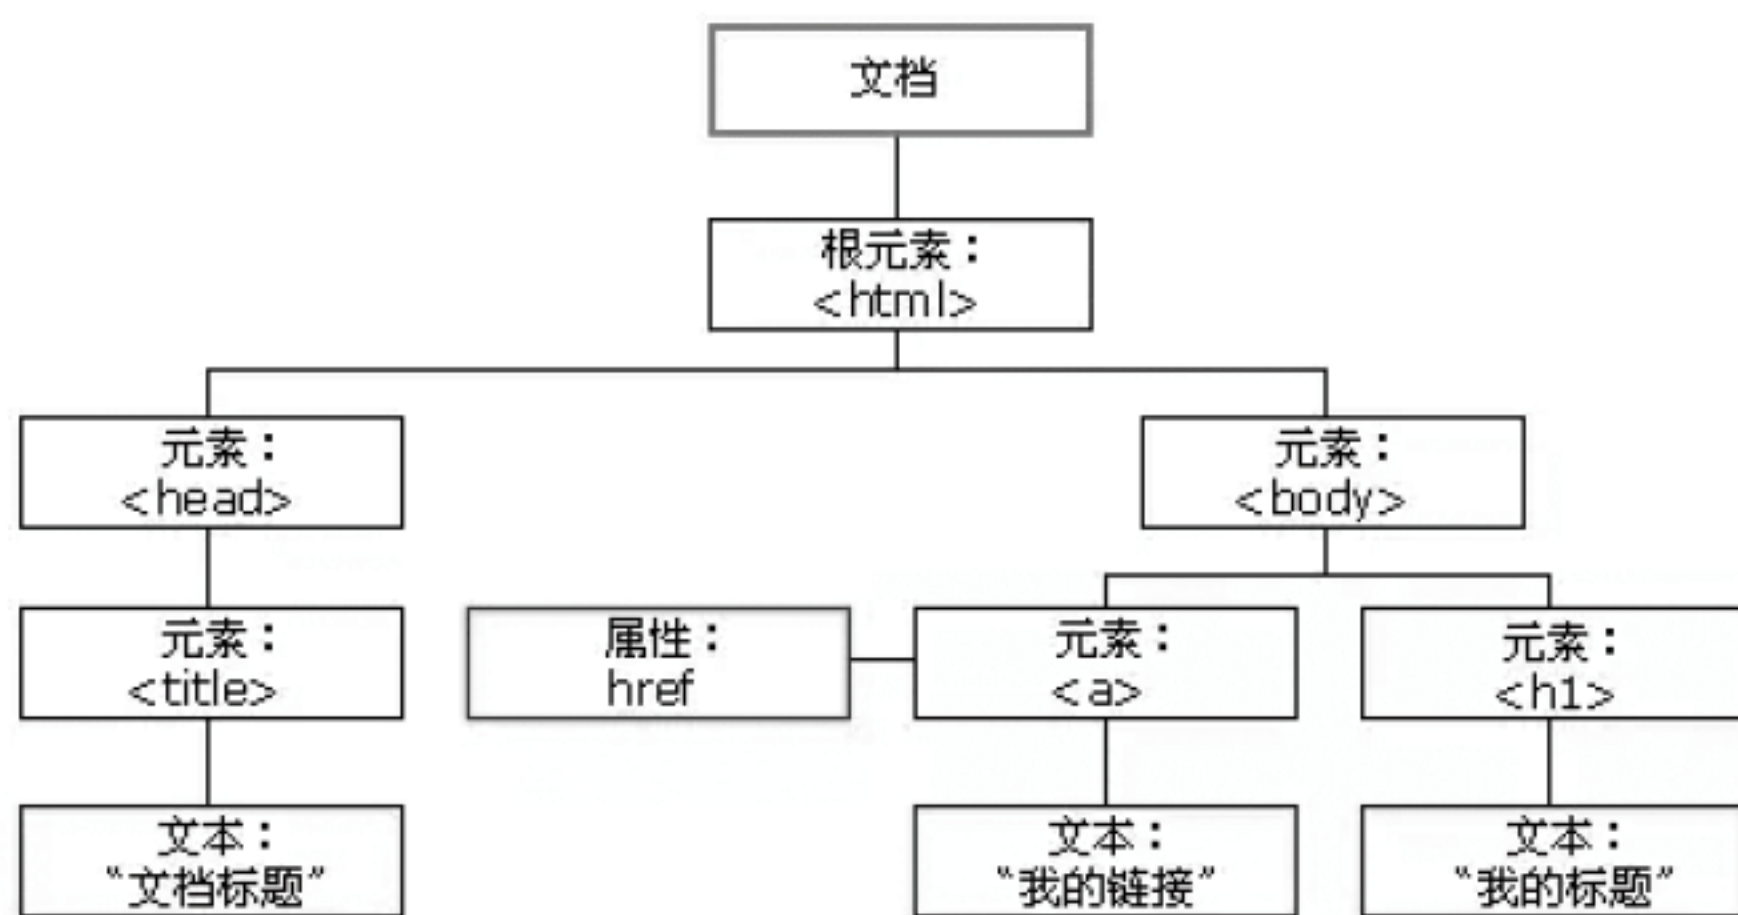 文档
根元素：
<html>
元素：
<head>
元素：
<body>
元素：
<title>
属性：
href
元素：
<a>
元素：
<h1>
文本：
“文档标题”
文本：
“我的链接”
文本：
“我的标题”